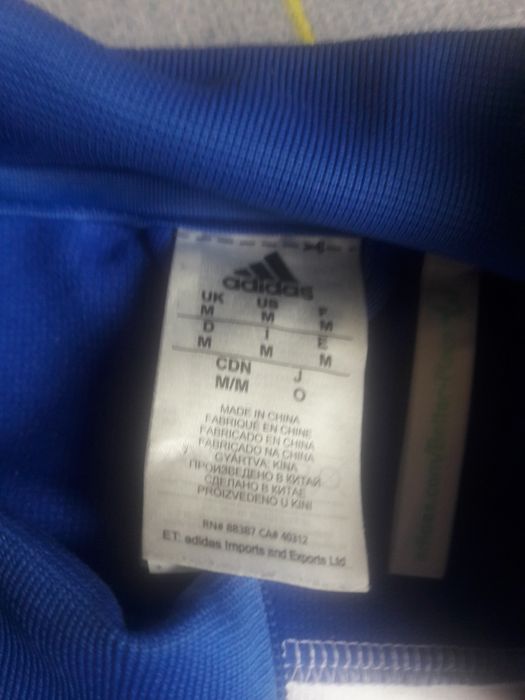 adidas
UK US F
M M M
D I E
M M M
CDN J
M/M O
MADE IN CHINA
FABRIQUÉ EN CHINE
FABRICADO EN CHINA
FABRICADO NA CHINA
GYÁRTVA: KÍNA
ПРОИЗВЕДЕНО В КИТАЙ
СДЕЛАНО В КИТАЕ
PROIZVEDENO U KINI
RN# 88387 CA# 40312
ET: adidas Imports and Exports Ltd